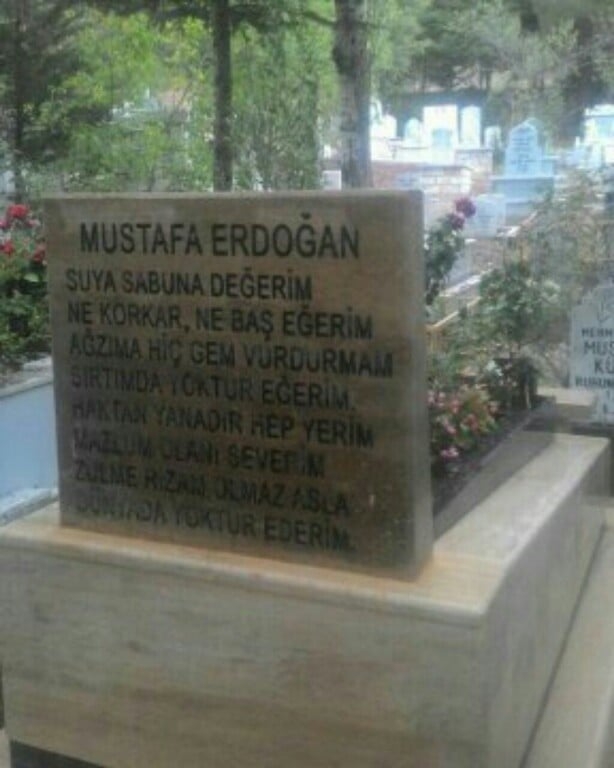 MUSTAFA ERDOĞAN
SUYA SABUNA DEĞERİM
NE KORKAR, NE BAŞ EĞERİM
AĞZIMA HİÇ GEM VURDURMAM
SIRTIMDA YOKTUR EĞERİM.
HAKTAN YANADIR HEP YERİM
MAZLUM OLANI SEVERİM
ZULME RIZAM OLMAZ ASLA
DÜNYADA YOKTUR EDERİM.